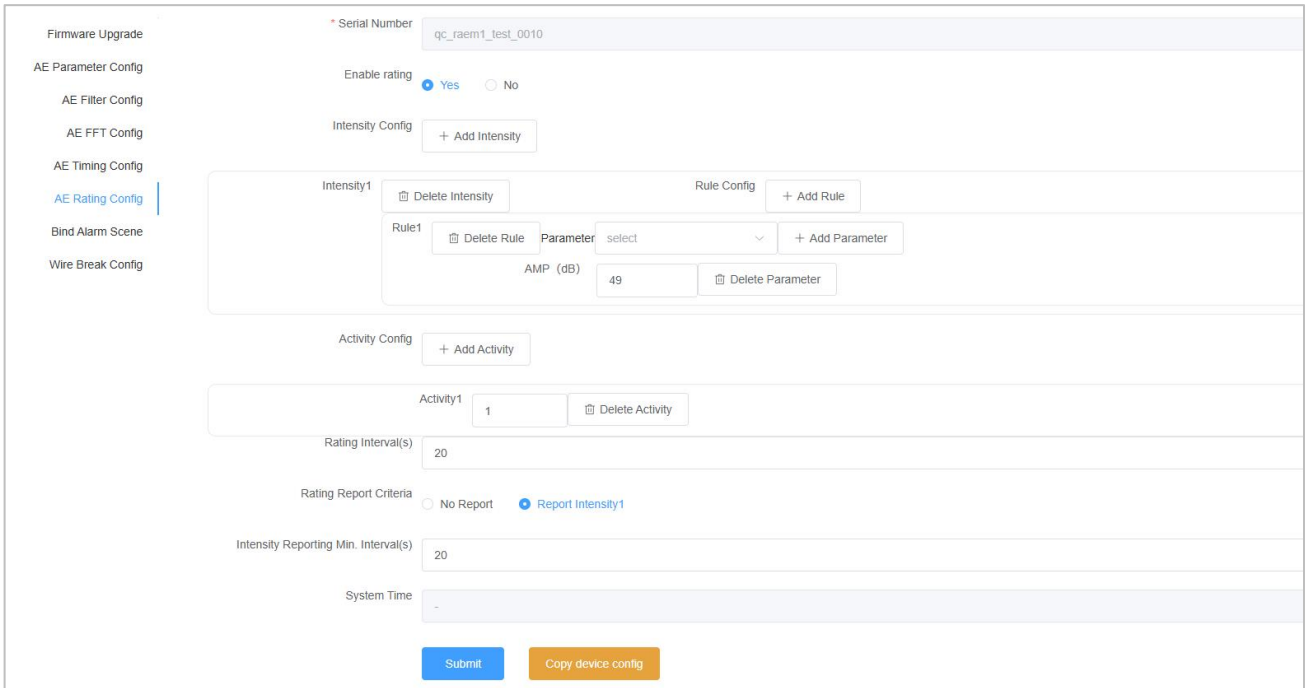 Firmware Upgrade
AE Parameter Config
AE Filter Config
AE FFT Config
AE Timing Config
AE Rating Config
Bind Alarm Scene
Wire Break Config
* Serial Number qc_raem1_test_0010
Enable rating Yes No
Intensity Config + Add Intensity
Intensity1 Delete Intensity Rule Config + Add Rule
Rule1 Delete Rule Parameter select + Add Parameter
AMP (dB) 49 Delete Parameter
Activity Config + Add Activity
Activity1 1 Delete Activity
Rating Interval(s) 20
Rating Report Criteria No Report Report Intensity1
Intensity Reporting Min. Interval(s) 20
System Time -
Submit Copy device config